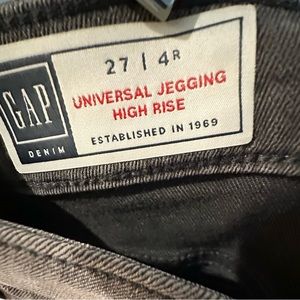 GAP
DENIM
27 | 4R
UNIVERSAL JEGGING
HIGH RISE
ESTABLISHED IN 1969